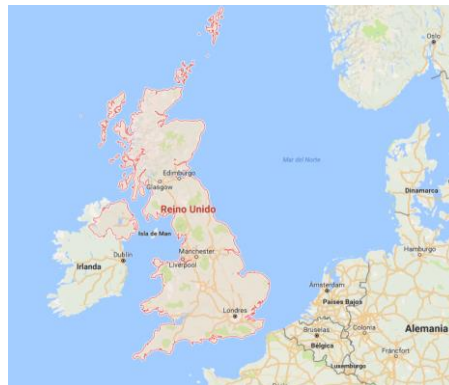 Oslo
Mar del Norte
Edimburgo
Glasgow
Dinamarca
Reino Unido
Isla de Man
Hamburgo
Mánchester
Dublín
Liverpool
Irlanda
Ámsterdam
Países Bajos
Londres
Bruselas
Colonia
Alemania
Bélgica
Fráncfort
Luxemburgo